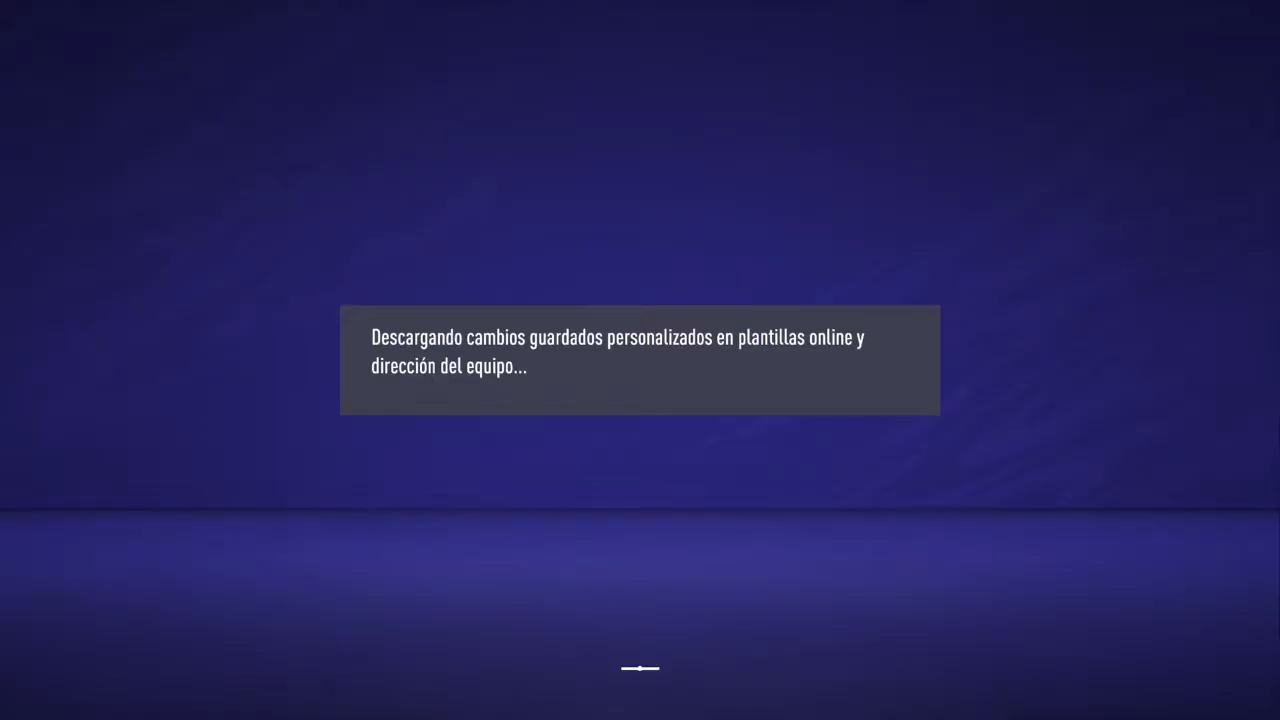 Descargando cambios guardados personalizados en plantillas online y
dirección del equipo...